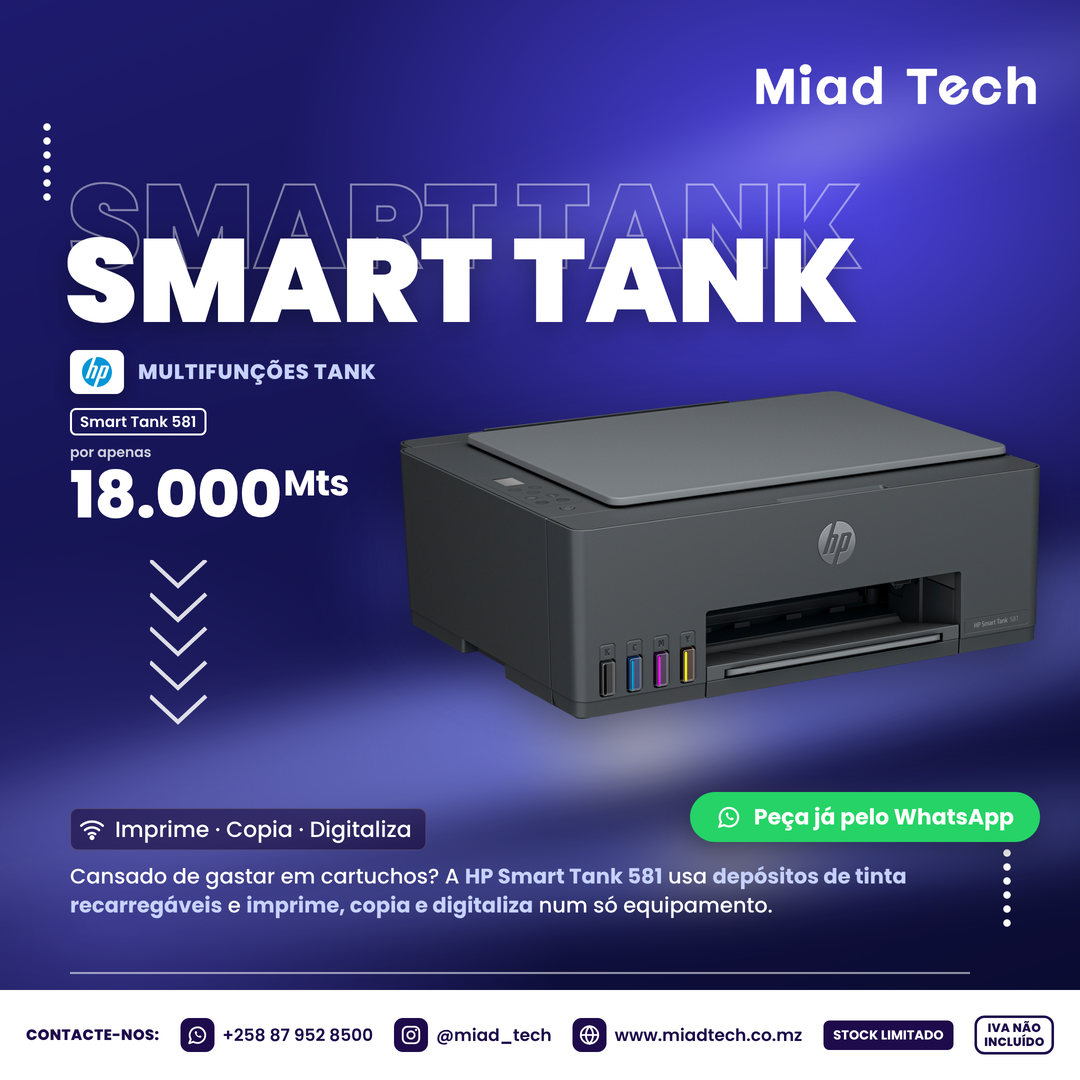 Miad Tech
SMART TANK
SMART TANK
hp
MULTIFUNÇÕES TANK
Smart Tank 581
por apenas
18.000Mts
hp
K C M Y
HP Smart Tank 581
Imprime · Copia · Digitaliza
Peça já pelo WhatsApp
Cansado de gastar em cartuchos? A HP Smart Tank 581 usa depósitos de tinta
recarregáveis e imprime, copia e digitaliza num só equipamento.
CONTACTE-NOS: +258 87 952 8500 @miad_tech www.miadtech.co.mz STOCK LIMITADO
IVA NÃO
INCLUÍDO